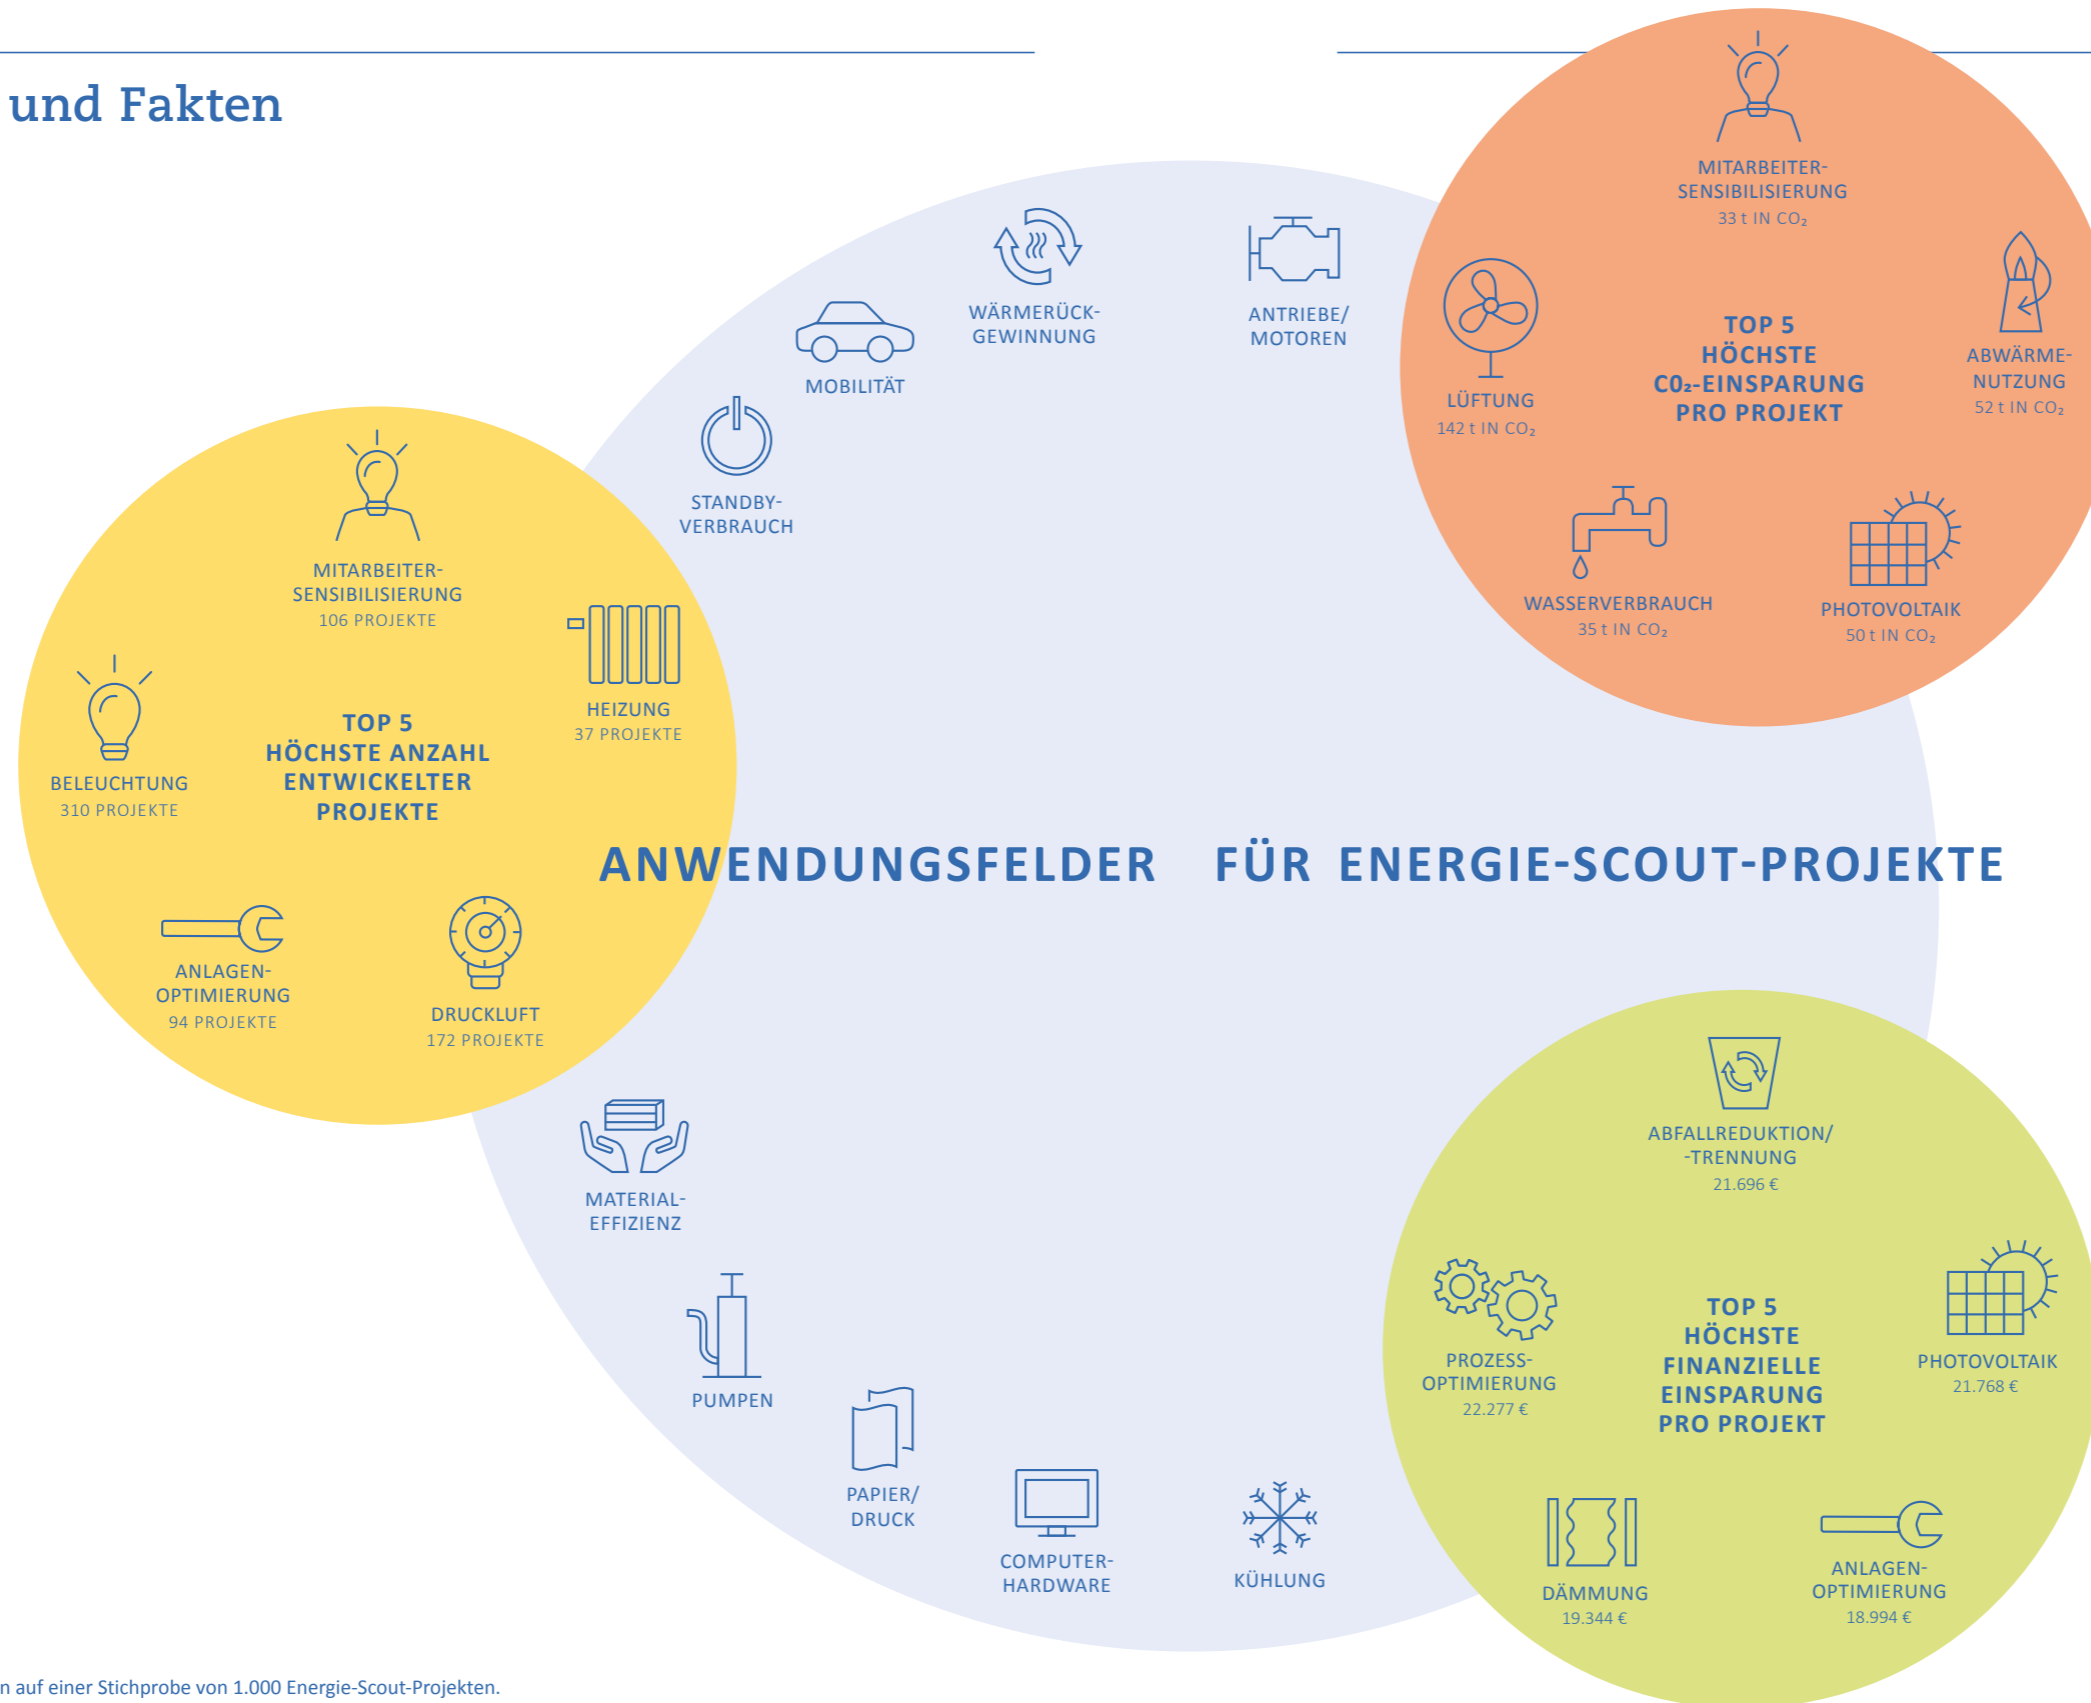 und Fakten
MITARBEITER-
SENSIBILISIERUNG
33 t IN CO₂
LÜFTUNG
142 t IN CO₂
TOP 5
HÖCHSTE
C0₂-EINSPARUNG
PRO PROJEKT
ABWÄRME-
NUTZUNG
52 t IN CO₂
WASSERVERBRAUCH
35 t IN CO₂
PHOTOVOLTAIK
50 t IN CO₂
WÄRMERÜCK-
GEWINNUNG
ANTRIEBE/
MOTOREN
MOBILITÄT
STANDBY-
VERBRAUCH
MITARBEITER-
SENSIBILISIERUNG
106 PROJEKTE
HEIZUNG
37 PROJEKTE
BELEUCHTUNG
310 PROJEKTE
TOP 5
HÖCHSTE ANZAHL
ENTWICKELTER
PROJEKTE
ANLAGEN-
OPTIMIERUNG
94 PROJEKTE
DRUCKLUFT
172 PROJEKTE
ANWENDUNGSFELDER FÜR ENERGIE-SCOUT-PROJEKTE
MATERIAL-
EFFIZIENZ
PUMPEN
PAPIER/
DRUCK
COMPUTER-
HARDWARE
KÜHLUNG
ABFALLREDUKTION/
-TRENNUNG
21.696 €
PROZESS-
OPTIMIERUNG
22.277 €
TOP 5
HÖCHSTE
FINANZIELLE
EINSPARUNG
PRO PROJEKT
PHOTOVOLTAIK
21.768 €
DÄMMUNG
19.344 €
ANLAGEN-
OPTIMIERUNG
18.994 €
n auf einer Stichprobe von 1.000 Energie-Scout-Projekten.